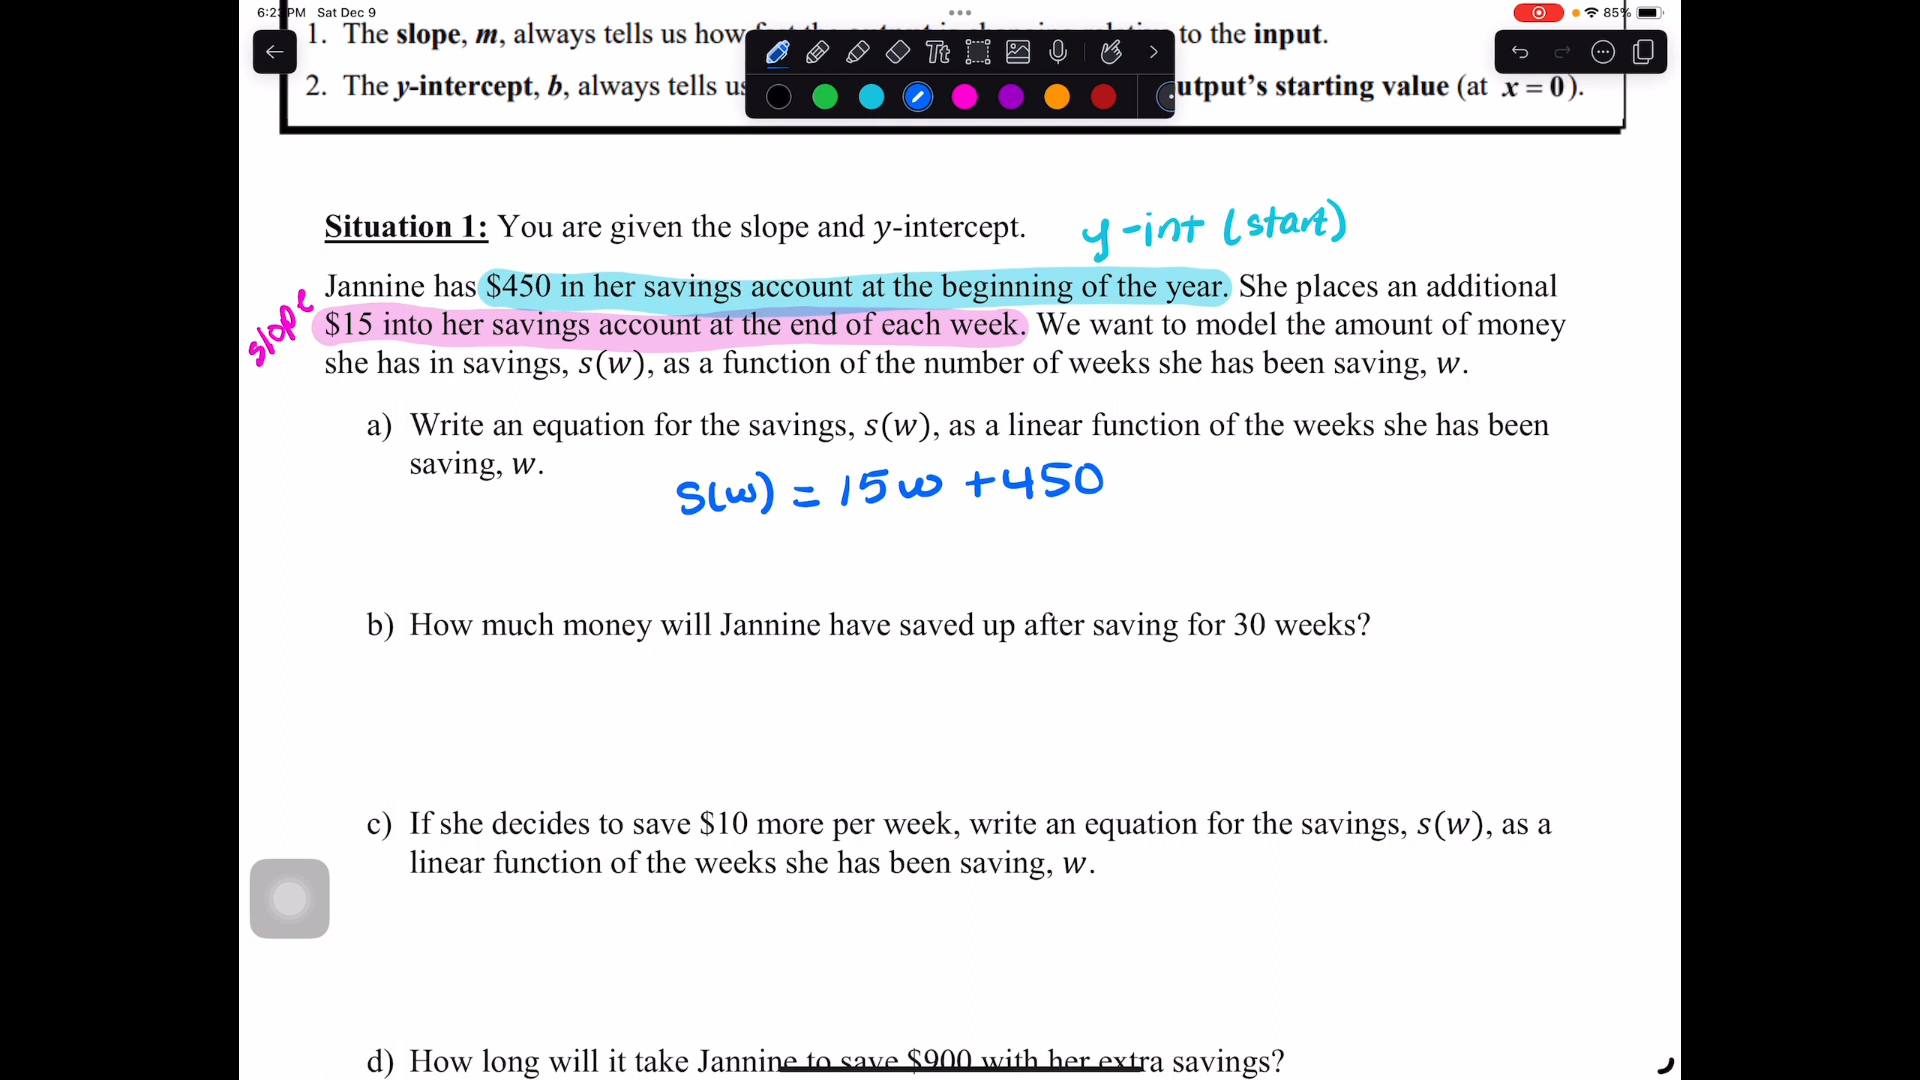 6:23 PM Sat Dec 9
85%
1. The slope, m, always tells us how to the input.
2. The y-intercept, b, always tells us utput's starting value (at x = 0).
Tt
Situation 1: You are given the slope and y-intercept.
y-int (start)
Jannine has $450 in her savings account at the beginning of the year. She places an additional
slope
$15 into her savings account at the end of each week. We want to model the amount of money
she has in savings, s(w), as a function of the number of weeks she has been saving, w.
a) Write an equation for the savings, s(w), as a linear function of the weeks she has been
saving, w.
s(w) = 15w +450
b) How much money will Jannine have saved up after saving for 30 weeks?
c) If she decides to save $10 more per week, write an equation for the savings, s(w), as a
linear function of the weeks she has been saving, w.
d) How long will it take Jannine to save $900 with her extra savings?